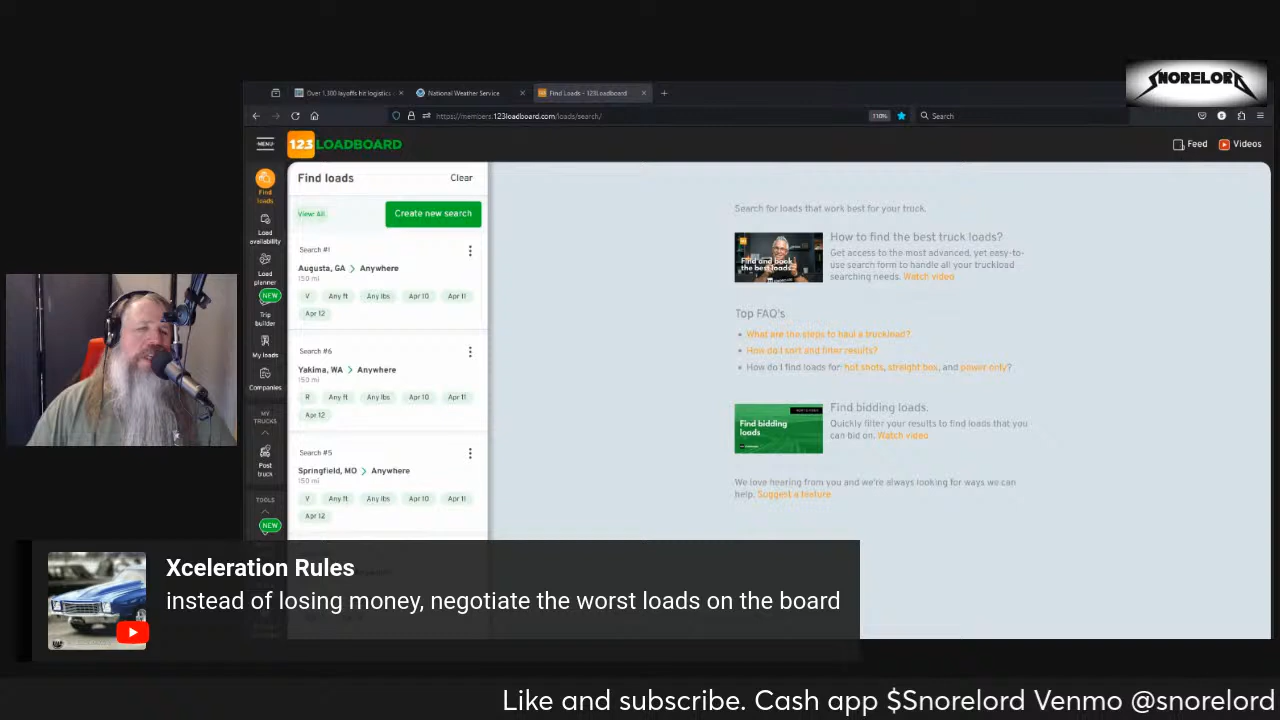 SNORELORD
Over 1,300 layoffs hit logistics
National Weather Service
Find Loads - 123Loadboard
https://members.123loadboard.com/loads/search/
110%
Search
MENU
123LOADBOARD
Feed
Videos
Find loads
Load availability
Load planner
NEW
Trip builder
My loads
Companies
MY TRUCKS
Post truck
TOOLS
NEW
Find loads
Clear
View All
Create new search
Search #1
Augusta, GA > Anywhere
150 mi
V Any ft Any lbs Apr 10 Apr 11
Apr 12
Search #6
Yakima, WA > Anywhere
150 mi
R Any ft Any lbs Apr 10 Apr 11
Apr 12
Search #5
Springfield, MO > Anywhere
150 mi
V Any ft Any lbs Apr 10 Apr 11
Apr 12
Search for loads that work best for your truck.
Find and book
the best loads
How to find the best truck loads?
Get access to the most advanced, yet easy-to-
use search form to handle all your truckload
searching needs. Watch video
Top FAQ's
• What are the steps to haul a truckload?
• How do I sort and filter results?
• How do I find loads for: hot shots, straight box, and power only?
Find bidding
loads
Find bidding loads.
Quickly filter your results to find loads that you
can bid on. Watch video
We love hearing from you and we're always looking for ways we can
help. Suggest a feature
Xceleration Rules
instead of losing money, negotiate the worst loads on the board
Like and subscribe. Cash app $Snorelord Venmo @snorelord